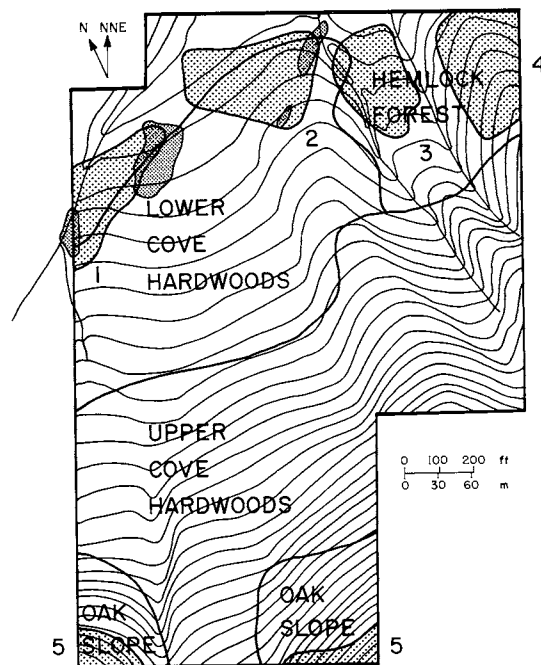 N NNE
HEMLOCK
FOREST
4
2
3
LOWER
COVE
HARDWOODS
1
UPPER
COVE
HARDWOODS
0 100 200 ft
0 30 60 m
OAK
SLOPE
OAK
SLOPE
5
5